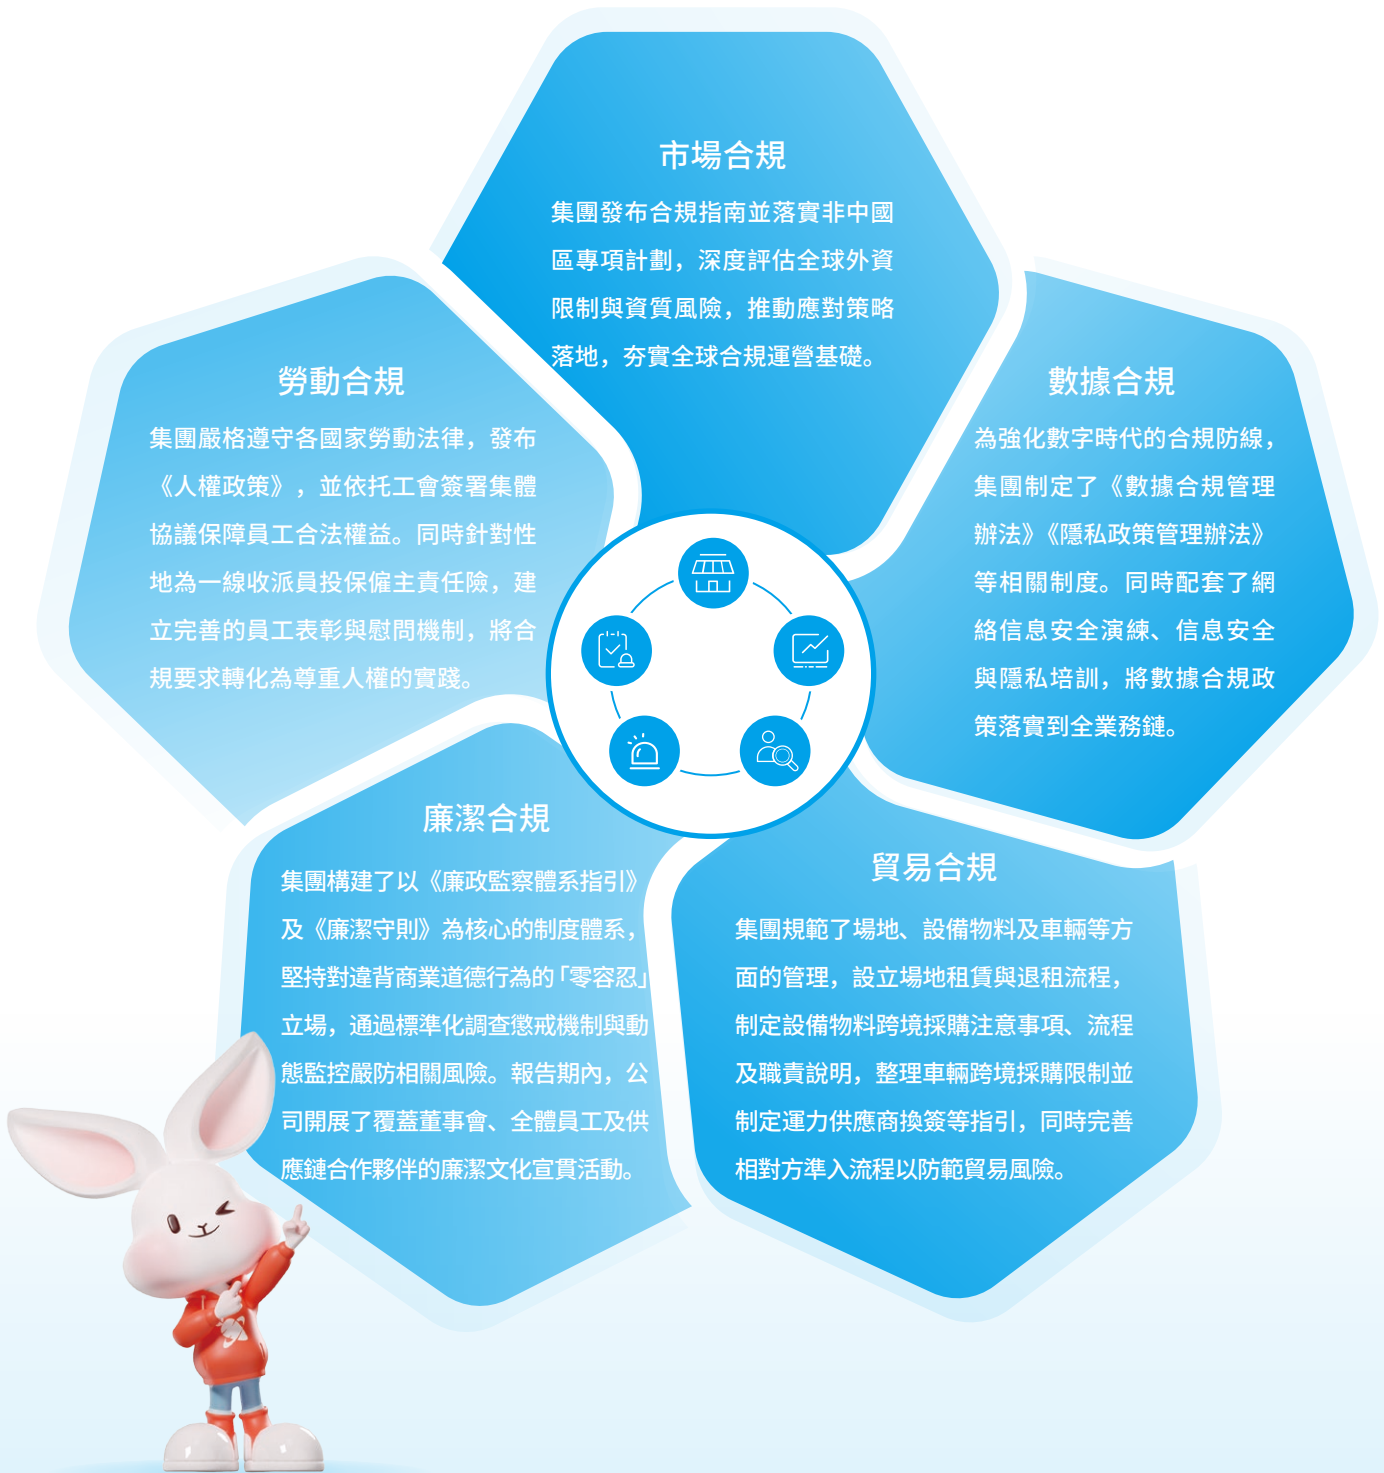 市場合規
集團發布合規指南並落實非中國
區專項計劃，深度評估全球外資
限制與資質風險，推動應對策略
落地，夯實全球合規運營基礎。
勞動合規
集團嚴格遵守各國家勞動法律，發布
《人權政策》，並依托工會簽署集體
協議保障員工合法權益。同時針對性
地為一線收派員投保僱主責任險，建
立完善的員工表彰與慰問機制，將合
規要求轉化為尊重人權的實踐。
數據合規
為強化數字時代的合規防線，
集團制定了《數據合規管理
辦法》《隱私政策管理辦法》
等相關制度。同時配套了網
絡信息安全演練、信息安全
與隱私培訓，將數據合規政
策落實到全業務鏈。
廉潔合規
集團構建了以《廉政監察體系指引》
及《廉潔守則》為核心的制度體系，
堅持對違背商業道德行為的「零容忍」
立場，通過標準化調查懲戒機制與動
態監控嚴防相關風險。報告期內，公
司開展了覆蓋董事會、全體員工及供
應鏈合作夥伴的廉潔文化宣貫活動。
貿易合規
集團規範了場地、設備物料及車輛等方
面的管理，設立場地租賃與退租流程，
制定設備物料跨境採購注意事項、流程
及職責說明，整理車輛跨境採購限制並
制定運力供應商換簽等指引，同時完善
相對方準入流程以防範貿易風險。